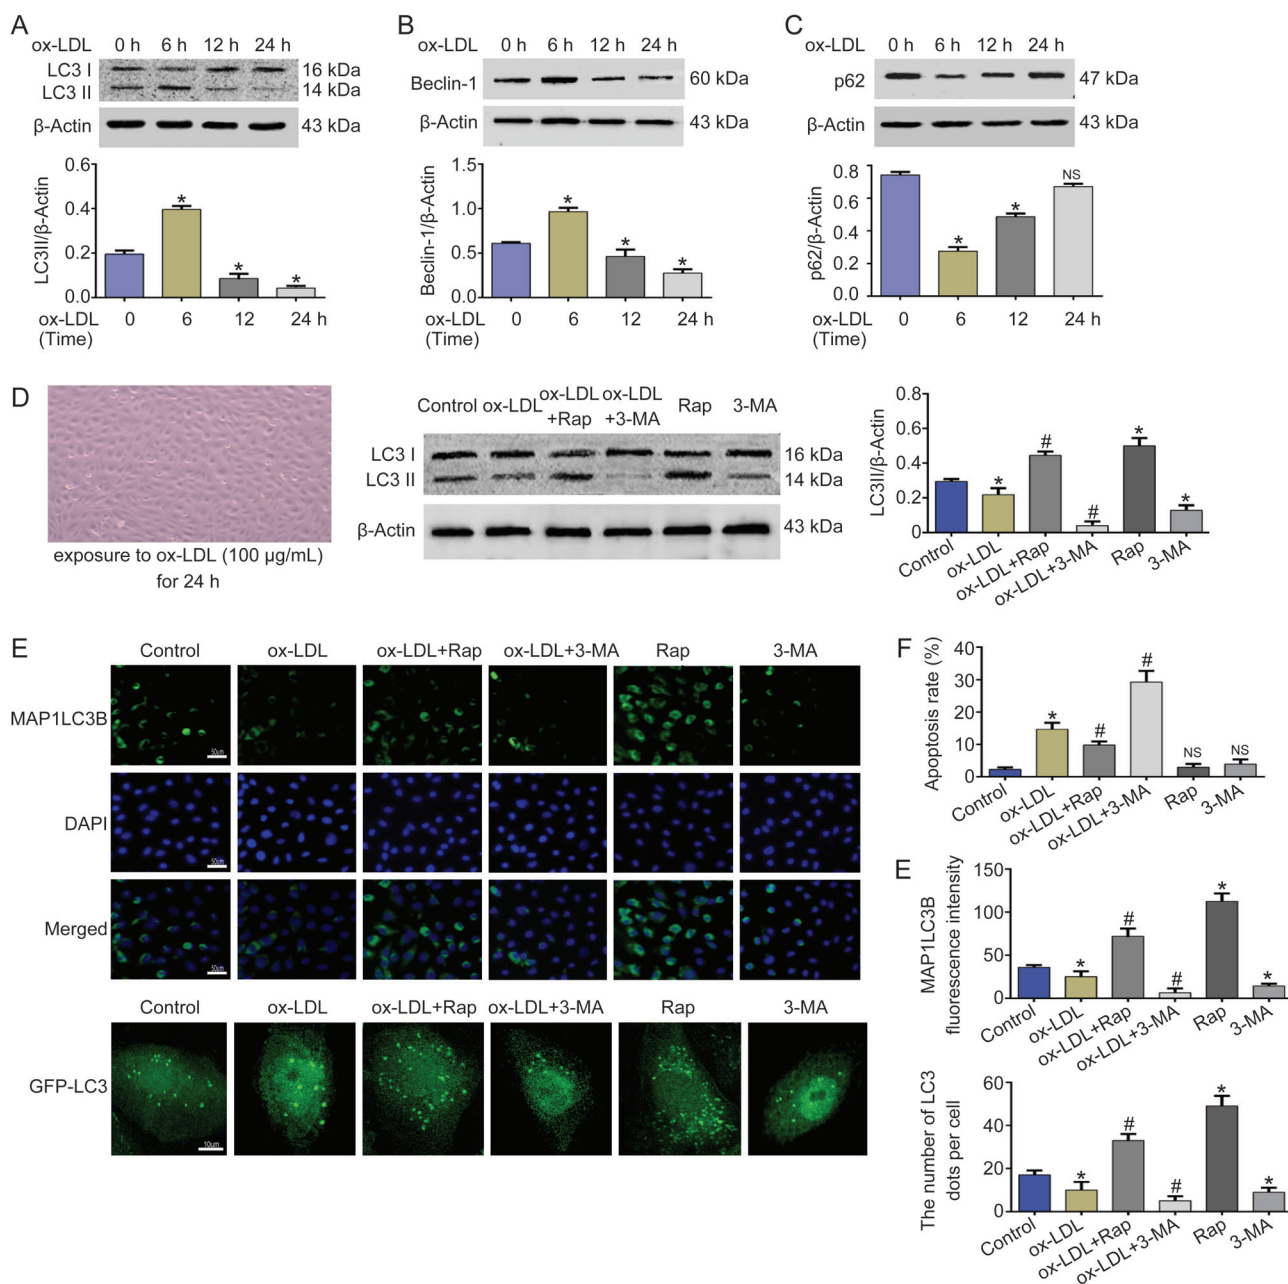 A
ox-LDL 0 h 6 h 12 h 24 h
LC3 I 16 kDa
LC3 II 14 kDa
β-Actin 43 kDa
LC3II/β-Actin
0.6
0.4
0.2
0.0
* * *
ox-LDL 0 6 12 24 h
(Time)
B
ox-LDL 0 h 6 h 12 h 24 h
Beclin-1 60 kDa
β-Actin 43 kDa
Beclin-1/β-Actin
1.5
1.0
0.5
0.0
* * *
ox-LDL 0 6 12 24 h
(Time)
C
ox-LDL 0 h 6 h 12 h 24 h
p62 47 kDa
β-Actin 43 kDa
p62/β-Actin
0.8
0.6
0.4
0.2
0.0
* * NS
ox-LDL 0 6 12 24 h
(Time)
D
exposure to ox-LDL (100 μg/mL)
for 24 h
Control ox-LDL ox-LDL+Rap ox-LDL+3-MA Rap 3-MA
LC3 I 16 kDa
LC3 II 14 kDa
β-Actin 43 kDa
LC3II/β-Actin
0.8
0.6
0.4
0.2
0
* # # * *
Control ox-LDL ox-LDL+Rap ox-LDL+3-MA Rap 3-MA
E
Control ox-LDL ox-LDL+Rap ox-LDL+3-MA Rap 3-MA
MAP1LC3B
50um
DAPI
50um
Merged
50um
Control ox-LDL ox-LDL+Rap ox-LDL+3-MA Rap 3-MA
GFP-LC3
10um
F
Apoptosis rate (%)
40
30
20
10
0
* # # NS NS
Control ox-LDL ox-LDL+Rap ox-LDL+3-MA Rap 3-MA
E
MAP1LC3B
fluorescence intensity
150
100
50
0
* # # * *
Control ox-LDL ox-LDL+Rap ox-LDL+3-MA Rap 3-MA
The number of LC3
dots per cell
60
40
20
0
* # # * *
Control ox-LDL ox-LDL+Rap ox-LDL+3-MA Rap 3-MA